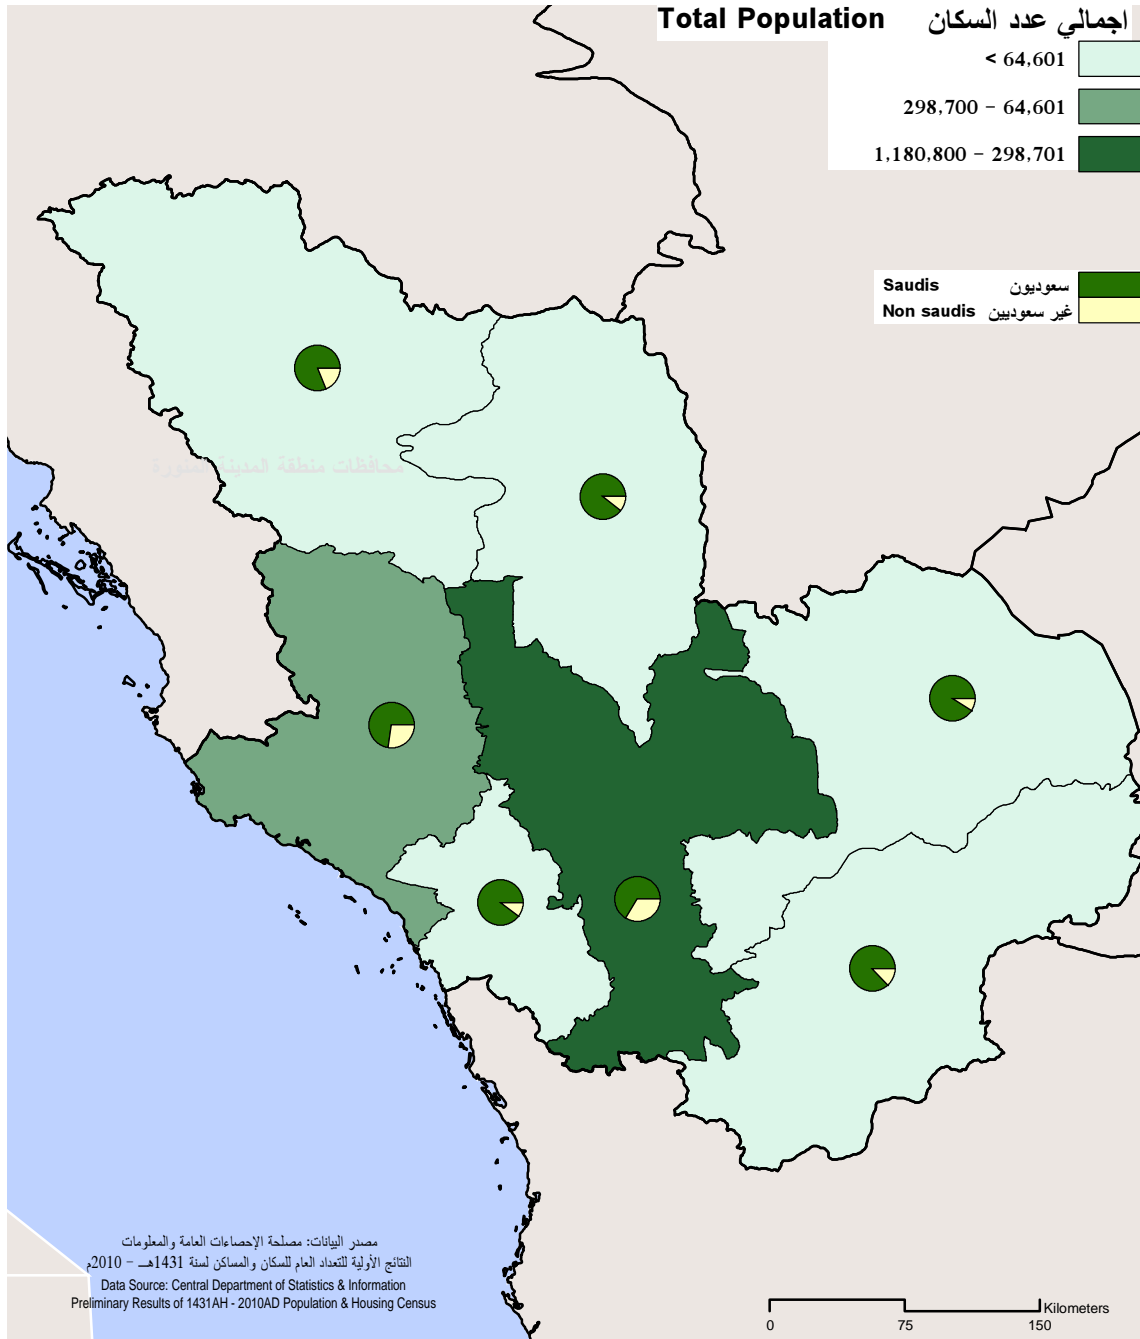 Total Population اجمالي عدد السكان
< 64,601
298,700 - 64,601
1,180,800 - 298,701
Saudis سعوديون
Non saudis غير سعوديين
محافظات منطقة المدينة المنورة
مصدر البيانات: مصلحة الإحصاءات العامة والمعلومات
النتائج الأولية للتعداد العام للسكان والمساكن لسنة 1431هـ - 2010م
Data Source: Central Department of Statistics & Information
Preliminary Results of 1431AH - 2010AD Population & Housing Census
Kilometers
0 75 150